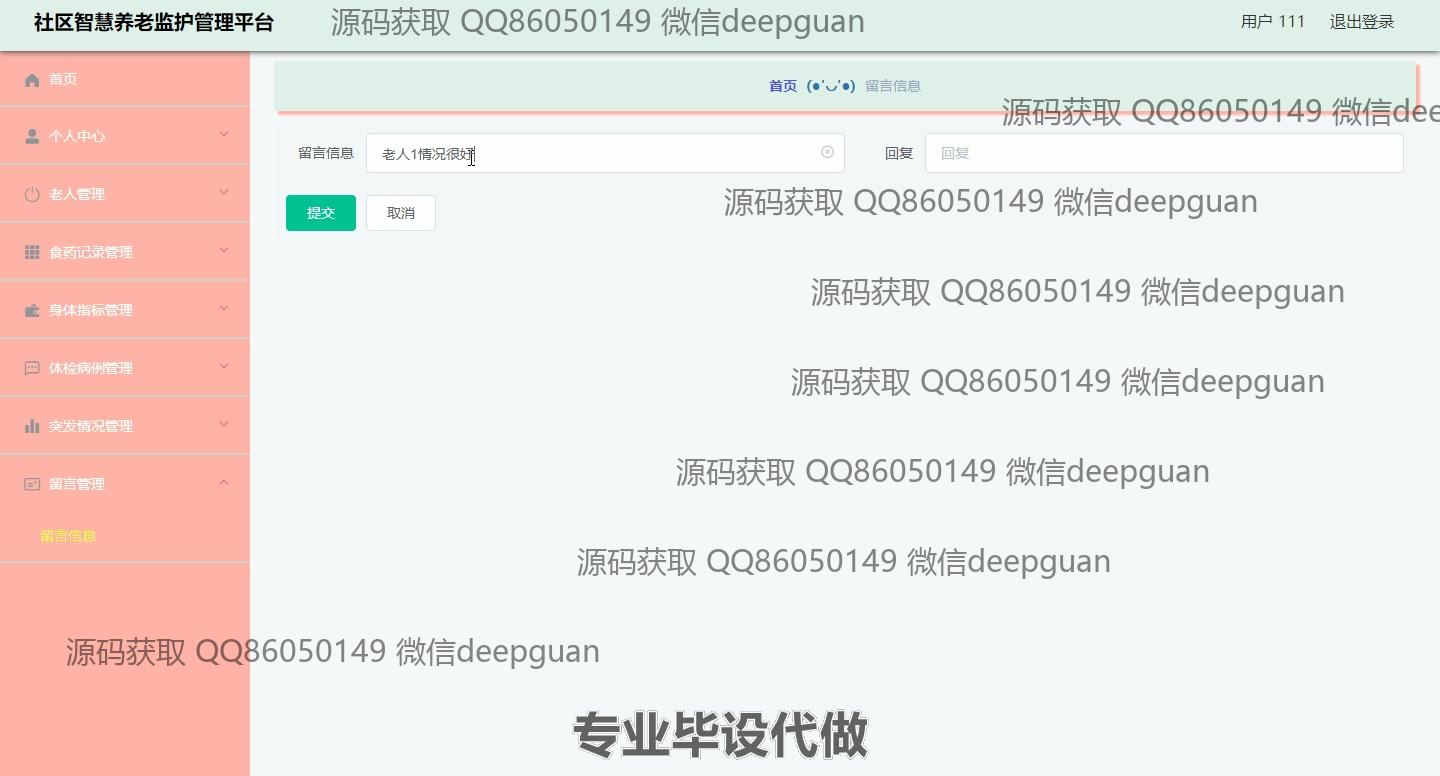 社区智慧养老监护管理平台
源码获取 QQ86050149 微信deepguan
用户 111
退出登录
首页
首页 (●'◡'●) 留言信息
源码获取 QQ86050149 微信dee
个人中心
留言信息
老人1情况很好
回复
回复
老人管理
源码获取 QQ86050149 微信deepguan
提交
取消
食药记录管理
身体指标管理
源码获取 QQ86050149 微信deepguan
体检病例管理
源码获取 QQ86050149 微信deepguan
突发情况管理
源码获取 QQ86050149 微信deepguan
留言管理
留言信息
源码获取 QQ86050149 微信deepguan
源码获取 QQ86050149 微信deepguan
专业毕设代做